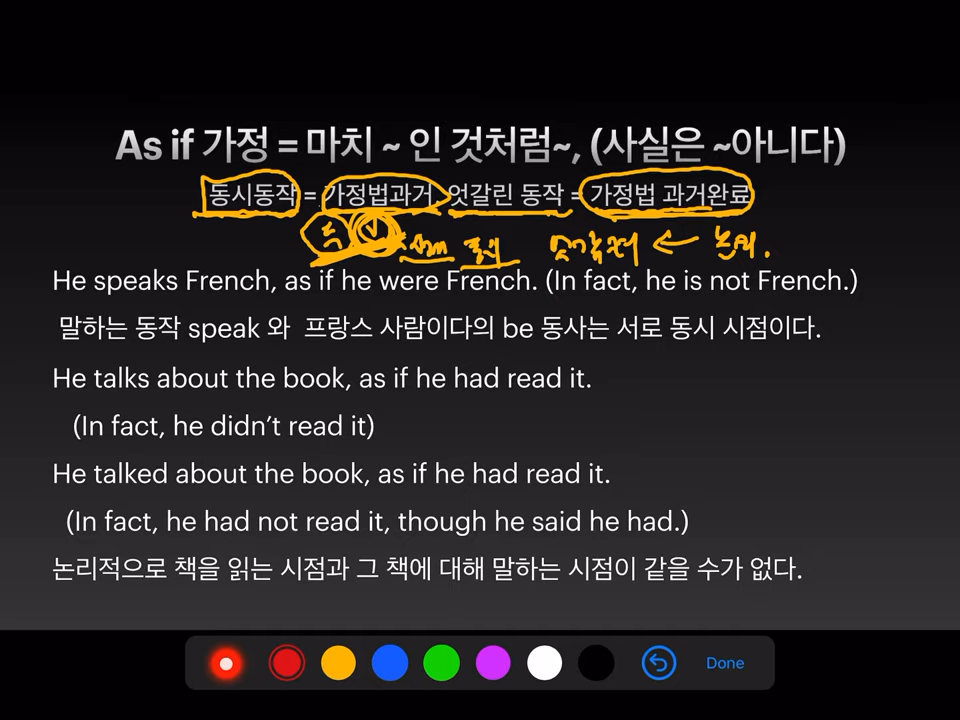 As if 가정 = 마치 ~ 인 것처럼~, (사실은 ~아니다)
동시동작 = 가정법과거, 엇갈린 동작 = 가정법 과거완료
He speaks French, as if he were French. (In fact, he is not French.)
말하는 동작 speak 와 프랑스 사람이다의 be 동사는 서로 동시 시점이다.
He talks about the book, as if he had read it.
(In fact, he didn’t read it)
He talked about the book, as if he had read it.
(In fact, he had not read it, though he said he had.)
논리적으로 책을 읽는 시점과 그 책에 대해 말하는 시점이 같을 수가 없다.
Done